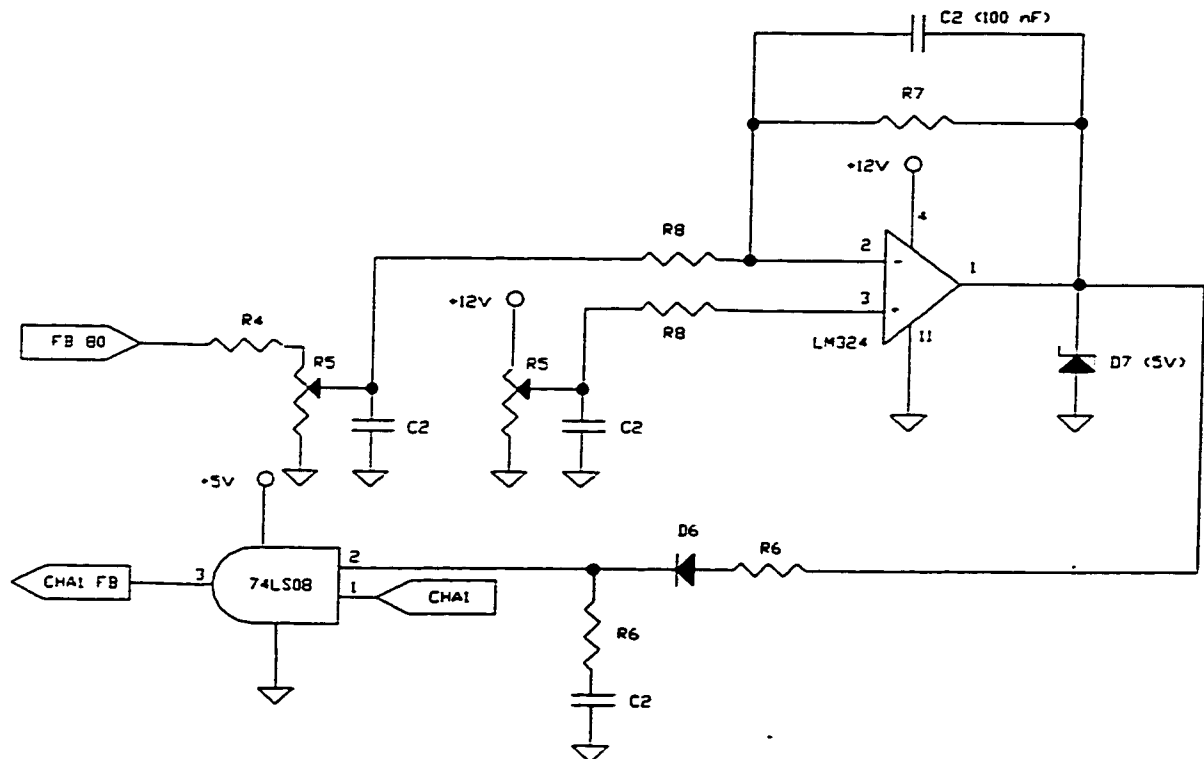 C2 (100 nF)
R7
+12V
4
R8
2
-
1
+12V
3
+
R8
LM324
11
D7 (5V)
FB 80
R4
R5
R5
C2
C2
+5V
D6
2
3
74LS08
R6
CHA1 FB
1
CHA1
R6
C2